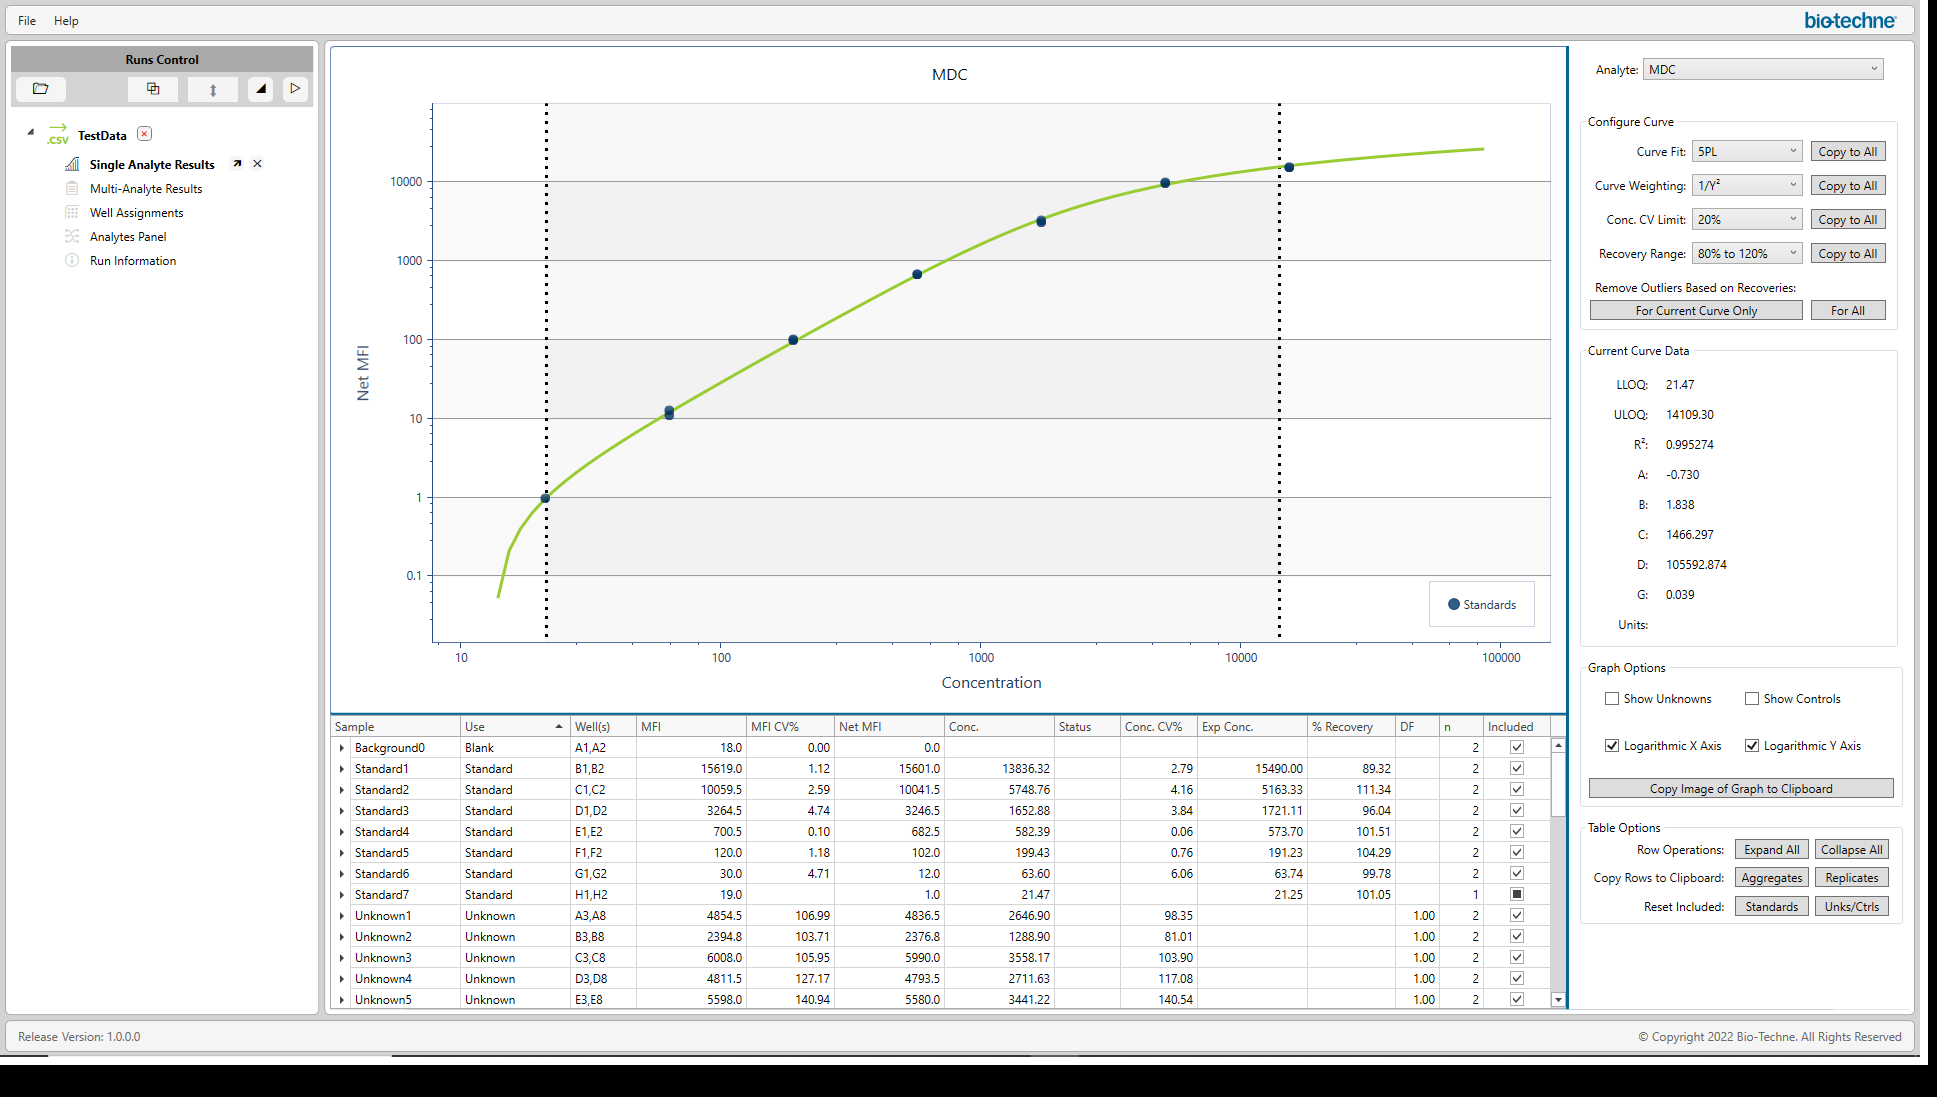 File Help
bio-techne
Runs Control
.csv TestData
Single Analyte Results
Multi-Analyte Results
Well Assignments
Analytes Panel
Run Information
MDC
Net MFI
10000
1000
100
10
1
0.1
Standards
10 100 1000 10000 100000
Concentration
Sample Use Well(s) MFI MFI CV% Net MFI Conc. Status Conc. CV% Exp Conc. % Recovery DF n Included
Background0 Blank A1,A2 18.0 0.00 0.0 2
Standard1 Standard B1,B2 15619.0 1.12 15601.0 13836.32 2.79 15490.00 89.32 2
Standard2 Standard C1,C2 10059.5 2.59 10041.5 5748.76 4.16 5163.33 111.34 2
Standard3 Standard D1,D2 3264.5 4.74 3246.5 1652.88 3.84 1721.11 96.04 2
Standard4 Standard E1,E2 700.5 0.10 682.5 582.39 0.06 573.70 101.51 2
Standard5 Standard F1,F2 120.0 1.18 102.0 199.43 0.76 191.23 104.29 2
Standard6 Standard G1,G2 30.0 4.71 12.0 63.60 6.06 63.74 99.78 2
Standard7 Standard H1,H2 19.0 1.0 21.47 21.25 101.05 1
Unknown1 Unknown A3,A8 4854.5 106.99 4836.5 2646.90 98.35 1.00 2
Unknown2 Unknown B3,B8 2394.8 103.71 2376.8 1288.90 81.01 1.00 2
Unknown3 Unknown C3,C8 6008.0 105.95 5990.0 3558.17 103.90 1.00 2
Unknown4 Unknown D3,D8 4811.5 127.17 4793.5 2711.63 117.08 1.00 2
Unknown5 Unknown E3,E8 5598.0 140.94 5580.0 3441.22 140.54 1.00 2
Analyte: MDC
Configure Curve
Curve Fit: 5PL Copy to All
Curve Weighting: 1/Y² Copy to All
Conc. CV Limit: 20% Copy to All
Recovery Range: 80% to 120% Copy to All
Remove Outliers Based on Recoveries:
For Current Curve Only For All
Current Curve Data
LLOQ: 21.47
ULOQ: 14109.30
R²: 0.995274
A: -0.730
B: 1.838
C: 1466.297
D: 105592.874
G: 0.039
Units:
Graph Options
Show Unknowns Show Controls
Logarithmic X Axis Logarithmic Y Axis
Copy Image of Graph to Clipboard
Table Options
Row Operations: Expand All Collapse All
Copy Rows to Clipboard: Aggregates Replicates
Reset Included: Standards Unks/Ctrls
Release Version: 1.0.0.0
© Copyright 2022 Bio-Techne. All Rights Reserved